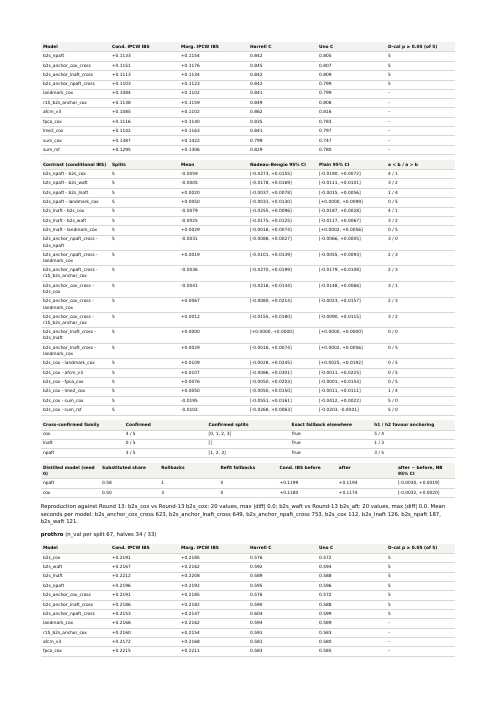 Model Cond. IPCW IBS Marg. IPCW IBS Harrell C Uno C D-cal p ≥ 0.05 (of 5)
b2s_npaft +0.1133 +0.1154 0.842 0.805 5
b2s_anchor_cox_cross +0.1151 +0.1176 0.845 0.807 5
b2s_anchor_lnaft_cross +0.1113 +0.1134 0.842 0.809 5
b2s_anchor_npaft_cross +0.1103 +0.1123 0.842 0.799 5
landmark_cox +0.1084 +0.1102 0.841 0.799 –
r15_b2s_anchor_cox +0.1138 +0.1159 0.849 0.808 –
afcm_v3 +0.1085 +0.1102 0.862 0.816 –
fpca_cox +0.1116 +0.1140 0.835 0.783 –
lme2_cox +0.1142 +0.1163 0.841 0.797 –
sum_cox +0.1387 +0.1422 0.799 0.747 –
sum_rsf +0.1295 +0.1306 0.829 0.780 –
Contrast (conditional IBS) Splits Mean Nadeau-Bengio 95% CI Plain 95% CI a < b / a > b
b2s_npaft - b2s_cox 5 -0.0059 [-0.0273, +0.0155] [-0.0190, +0.0072] 4 / 1
b2s_npaft - b2s_waft 5 -0.0005 [-0.0178, +0.0169] [-0.0111, +0.0101] 3 / 2
b2s_npaft - b2s_lnaft 5 +0.0020 [-0.0037, +0.0078] [-0.0015, +0.0056] 1 / 4
b2s_npaft - landmark_cox 5 +0.0050 [-0.0031, +0.0130] [+0.0000, +0.0099] 0 / 5
b2s_lnaft - b2s_cox 5 -0.0079 [-0.0255, +0.0096] [-0.0187, +0.0028] 4 / 1
b2s_lnaft - b2s_waft 5 -0.0025 [-0.0175, +0.0125] [-0.0117, +0.0067] 3 / 2
b2s_lnaft - landmark_cox 5 +0.0029 [-0.0016, +0.0074] [+0.0002, +0.0056] 0 / 5
b2s_anchor_npaft_cross - 5 -0.0031 [-0.0088, +0.0027] [-0.0066, +0.0005] 3 / 0
b2s_npaft
b2s_anchor_npaft_cross - 5 +0.0019 [-0.0101, +0.0139] [-0.0055, +0.0093] 2 / 3
landmark_cox
b2s_anchor_npaft_cross - 5 -0.0036 [-0.0270, +0.0199] [-0.0179, +0.0108] 2 / 3
r15_b2s_anchor_cox
b2s_anchor_cox_cross - 5 -0.0041 [-0.0216, +0.0134] [-0.0148, +0.0066] 3 / 1
b2s_cox
b2s_anchor_cox_cross - 5 +0.0067 [-0.0080, +0.0214] [-0.0023, +0.0157] 2 / 3
landmark_cox
b2s_anchor_cox_cross - 5 +0.0012 [-0.0155, +0.0180] [-0.0090, +0.0115] 3 / 2
r15_b2s_anchor_cox
b2s_anchor_lnaft_cross - 5 +0.0000 [+0.0000, +0.0000] [+0.0000, +0.0000] 0 / 0
b2s_lnaft
b2s_anchor_lnaft_cross - 5 +0.0029 [-0.0016, +0.0074] [+0.0002, +0.0056] 0 / 5
landmark_cox
b2s_cox - landmark_cox 5 +0.0109 [-0.0028, +0.0245] [+0.0025, +0.0192] 0 / 5
b2s_cox - afcm_v3 5 +0.0107 [-0.0086, +0.0301] [-0.0011, +0.0225] 0 / 5
b2s_cox - fpca_cox 5 +0.0076 [-0.0050, +0.0203] [-0.0001, +0.0154] 0 / 5
b2s_cox - lme2_cox 5 +0.0050 [-0.0050, +0.0150] [-0.0011, +0.0111] 1 / 4
b2s_cox - sum_cox 5 -0.0195 [-0.0551, +0.0161] [-0.0412, +0.0022] 5 / 0
b2s_cox - sum_rsf 5 -0.0102 [-0.0268, +0.0063] [-0.0203, -0.0001] 5 / 0
Cross-confirmed family Confirmed Confirmed splits Exact fallback elsewhere h1 / h2 favour anchoring
cox 4 / 5 [0, 1, 2, 3] True 5 / 4
lnaft 0 / 5 [] True 1 / 3
npaft 3 / 5 [1, 2, 3] True 3 / 5
Distilled model (seed Substituted share Rollbacks Refit fallbacks Cond. IBS before after after − before, NB
0) 95% CI
npaft 0.58 1 0 +0.1199 +0.1194 [-0.0030, +0.0019]
cox 0.50 3 0 +0.1180 +0.1174 [-0.0032, +0.0020]
Reproduction against Round 13: b2s_cox vs Round-13 b2s_cox: 20 values, max |diff| 0.0; b2s_waft vs Round-13 b2s_aft: 20 values, max |diff| 0.0. Mean
seconds per model: b2s_anchor_cox_cross 623, b2s_anchor_lnaft_cross 649, b2s_anchor_npaft_cross 753, b2s_cox 112, b2s_lnaft 126, b2s_npaft 187,
b2s_waft 121.
prothro (n_val per split 67, halves 34 / 33)
Model Cond. IPCW IBS Marg. IPCW IBS Harrell C Uno C D-cal p ≥ 0.05 (of 5)
b2s_cox +0.2191 +0.2185 0.576 0.572 5
b2s_waft +0.2167 +0.2162 0.592 0.594 5
b2s_lnaft +0.2212 +0.2208 0.589 0.588 5
b2s_npaft +0.2196 +0.2192 0.595 0.596 5
b2s_anchor_cox_cross +0.2191 +0.2185 0.576 0.572 5
b2s_anchor_lnaft_cross +0.2186 +0.2182 0.590 0.588 5
b2s_anchor_npaft_cross +0.2153 +0.2147 0.604 0.599 5
landmark_cox +0.2166 +0.2162 0.594 0.589 –
r15_b2s_anchor_cox +0.2160 +0.2154 0.591 0.583 –
afcm_v3 +0.2172 +0.2168 0.581 0.580 –
fpca_cox +0.2215 +0.2211 0.583 0.585 –